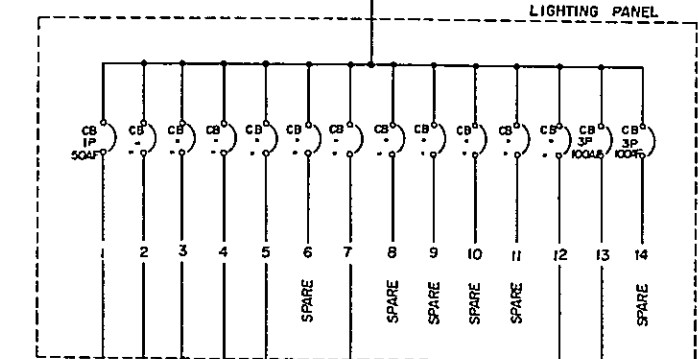 LIGHTING PANEL
CB CB CB CB CB CB CB CB CB CB CB CB CB CB
1P " " " " " " " " " " " 3P 3P
50AF " " " " " " " " " " " 100AF 100AF
1 2 3 4 5 6 7 8 9 10 11 12 13 14
SPARE SPARE SPARE SPARE SPARE SPARE